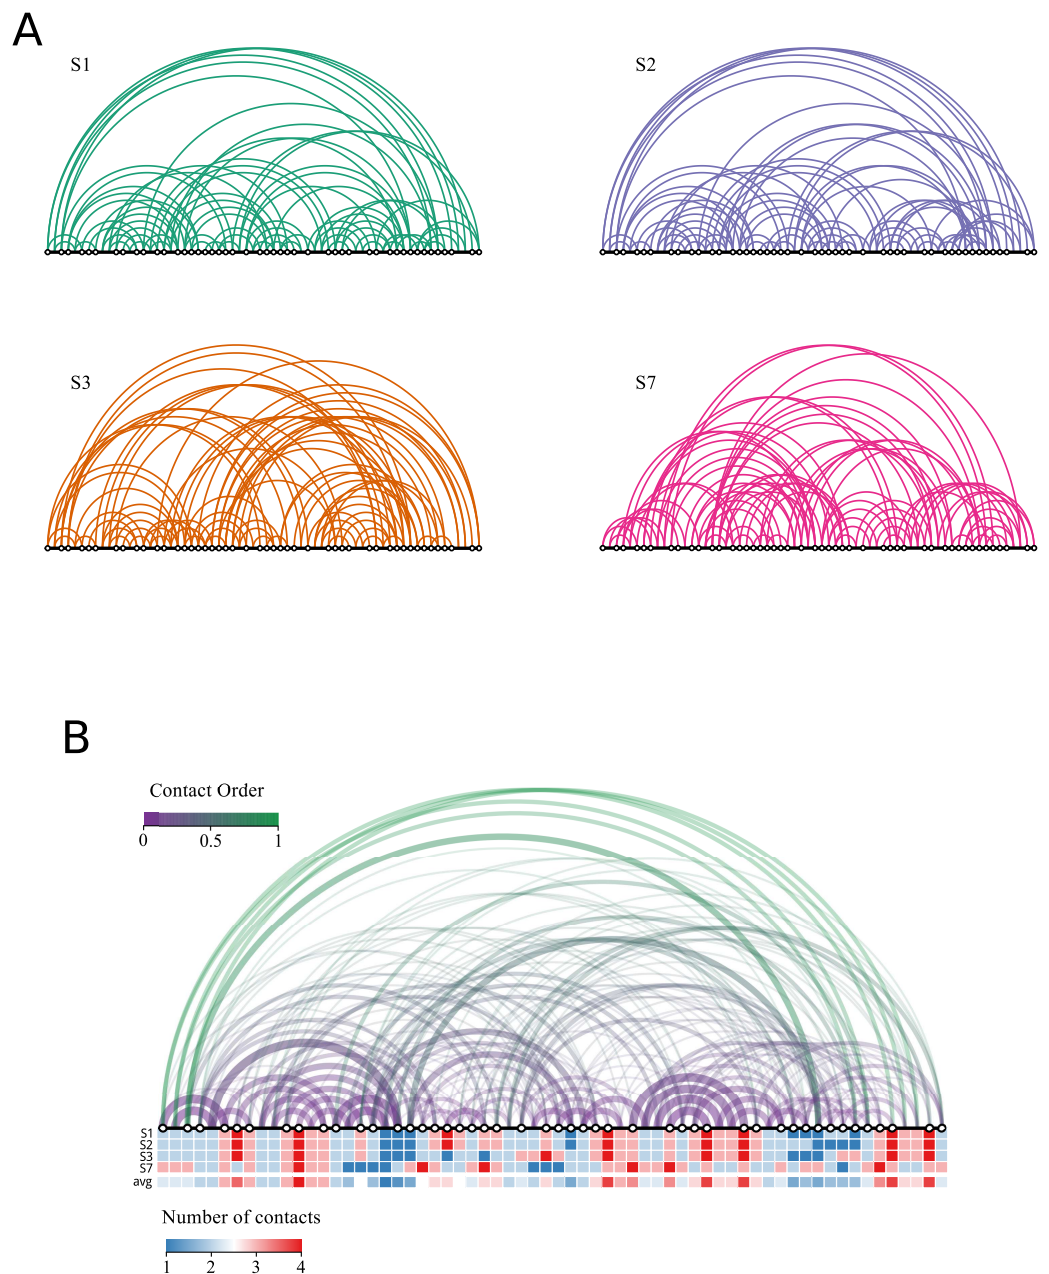 A
S1
S2
S3
S7
B
Contact Order
0 0.5 1
S1
S2
S3
S7
avg
Number of contacts
1 2 3 4